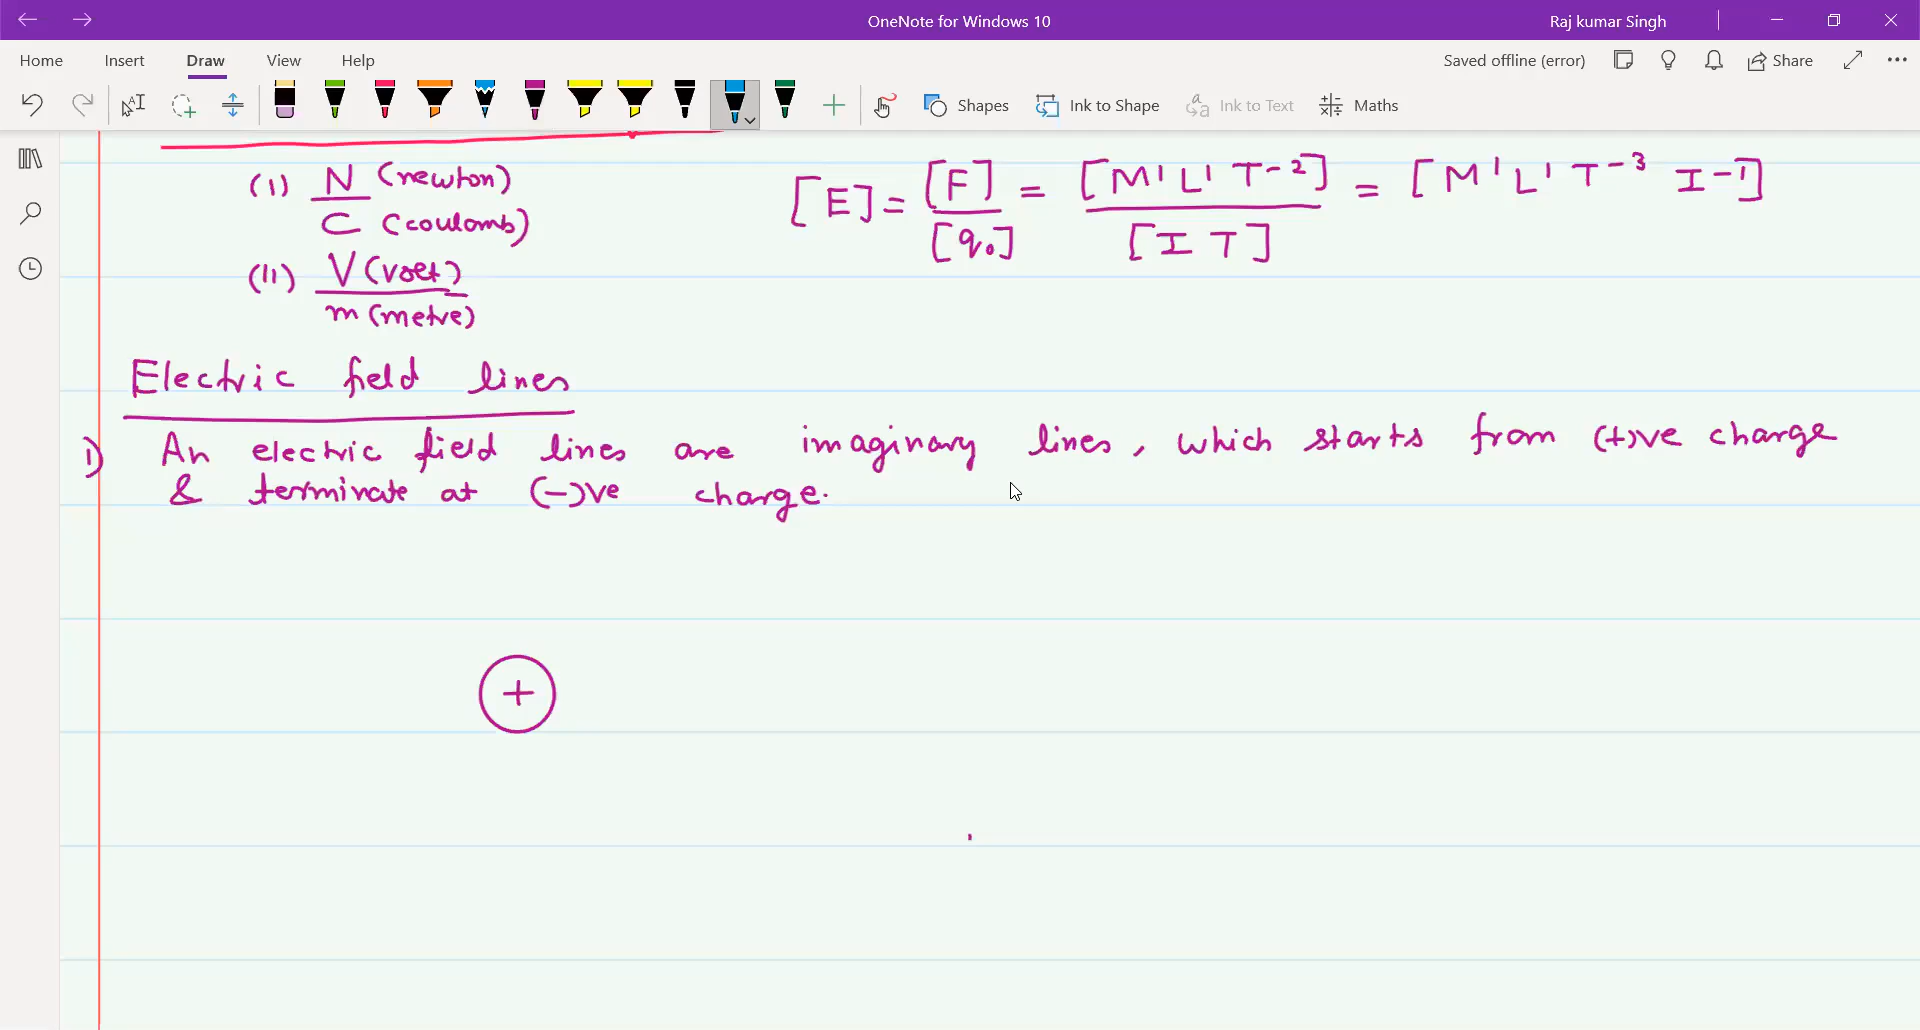 OneNote for Windows 10
Raj kumar Singh
Home Insert Draw View Help
Saved offline (error) Share
Shapes Ink to Shape Ink to Text Maths
(i) N (newton)
C (coulomb)
(ii) V (volt)
m (metre)
[E] = [F] / [q₀] = [M¹ L¹ T⁻²] / [I T] = [M¹ L¹ T⁻³ I⁻¹]
Electric field lines
1) An electric field lines are imaginary lines, which starts from (+)ve charge
& terminate at (-)ve charge.
+